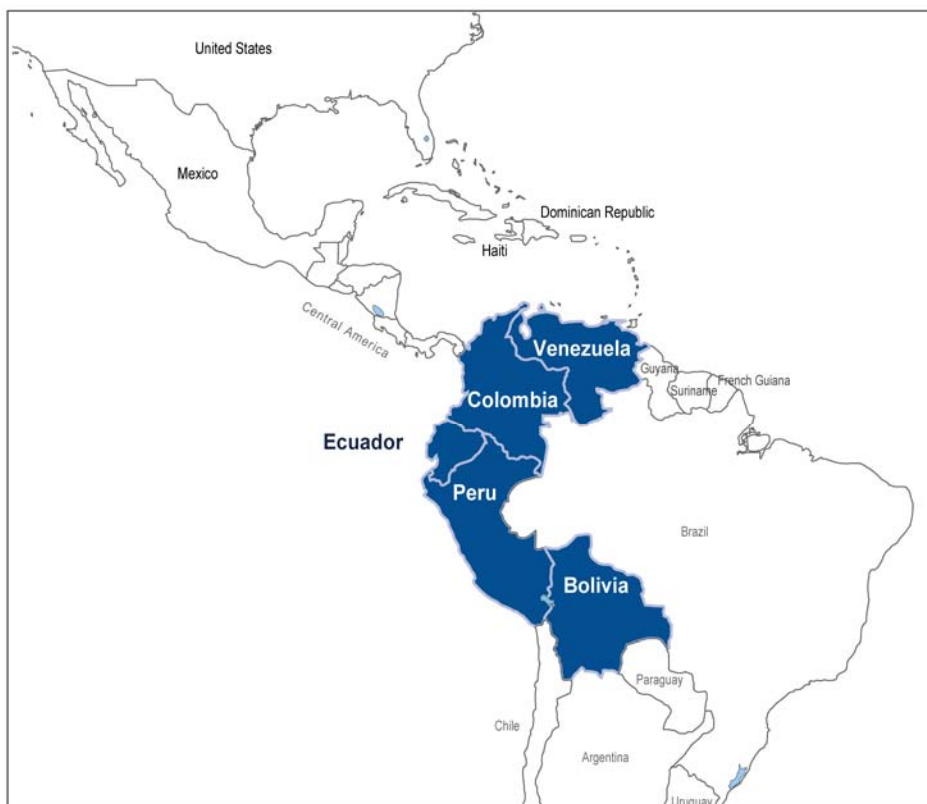 United States
Mexico
Dominican Republic
Haiti
Central America
Venezuela
Guyana
French Guiana
Suriname
Colombia
Ecuador
Peru
Brazil
Bolivia
Paraguay
Chile
Argentina
Uruguay